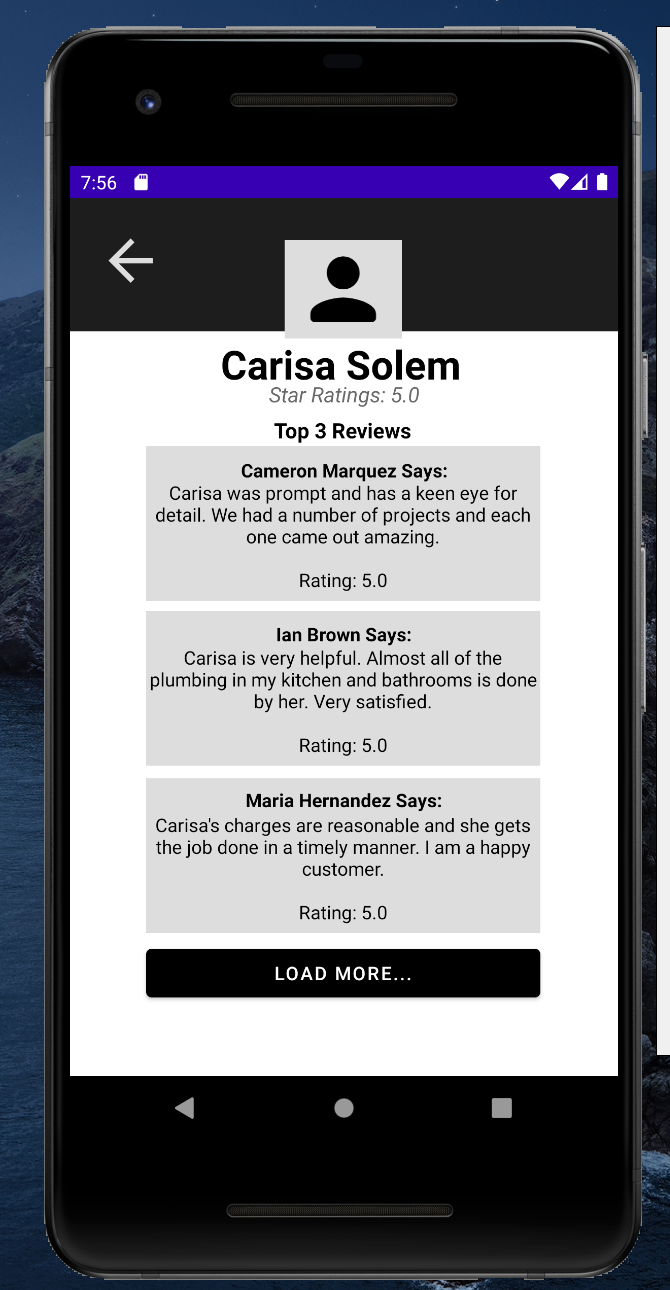 7:56
Carisa Solem
Star Ratings: 5.0
Top 3 Reviews
Cameron Marquez Says:
Carisa was prompt and has a keen eye for
detail. We had a number of projects and each
one came out amazing.
Rating: 5.0
Ian Brown Says:
Carisa is very helpful. Almost all of the
plumbing in my kitchen and bathrooms is done
by her. Very satisfied.
Rating: 5.0
Maria Hernandez Says:
Carisa's charges are reasonable and she gets
the job done in a timely manner. I am a happy
customer.
Rating: 5.0
LOAD MORE...